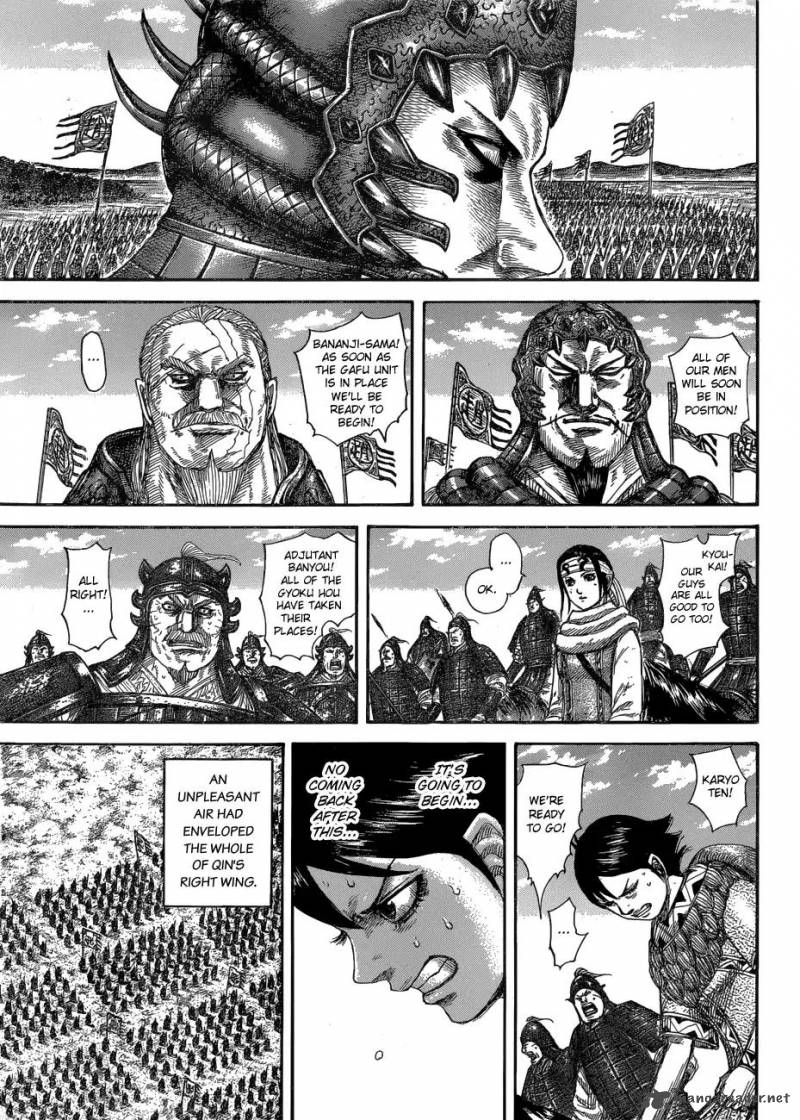 ALL OF
OUR MEN
WILL SOON
BE IN
POSITION!
BANANJI-SAMA!
AS SOON AS
THE GAFU UNIT
IS IN PLACE
WE'LL BE
READY TO
BEGIN!
...
KYOU-
KAI!
OUR
GUYS
ARE ALL
GOOD
TO GO
TOO!
...
OK.
ADJUTANT
BANYOU!
ALL OF THE
GYOKU HOU
HAVE TAKEN
THEIR
PLACES!
ALL
RIGHT!
...
KARYO
TEN!
WE'RE
READY
TO GO!
...
IT'S
GOING TO
BEGIN...
NO
COMING
BACK
AFTER
THIS...
AN
UNPLEASANT
AIR HAD
ENVELOPED
THE WHOLE
OF QIN'S
RIGHT WING.